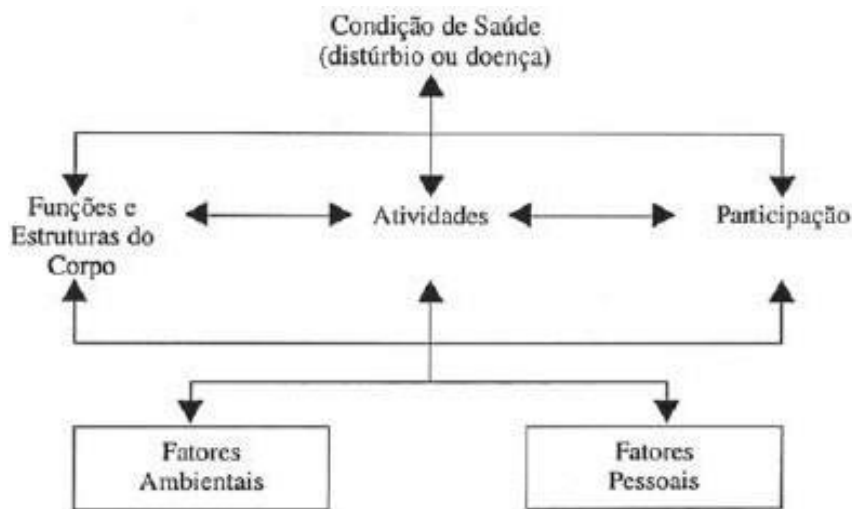 Condição de Saúde
(distúrbio ou doença)
Funções e
Estruturas do
Corpo
Atividades
Participação
Fatores
Ambientais
Fatores
Pessoais